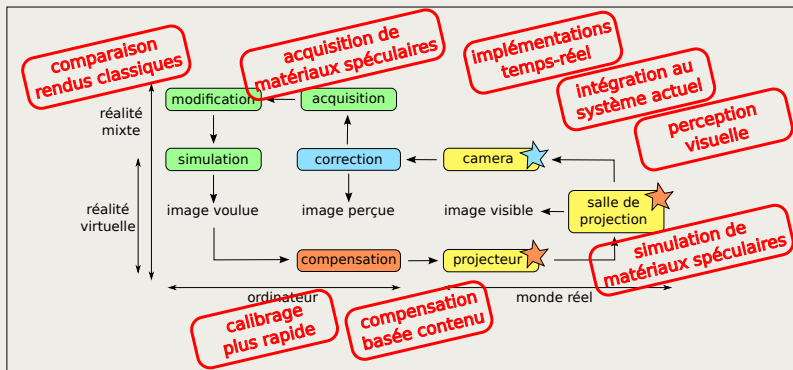 comparaison
rendus classiques
acquisition de
matériaux spéculaires
implémentations
temps-réel
intégration au
système actuel
perception
visuelle
réalité
mixte
modification
acquisition
simulation
correction
camera
réalité
virtuelle
image voulue
image perçue
image visible
salle de
projection
compensation
projecteur
simulation de
matériaux spéculaires
ordinateur
monde réel
calibrage
plus rapide
compensation
basée contenu